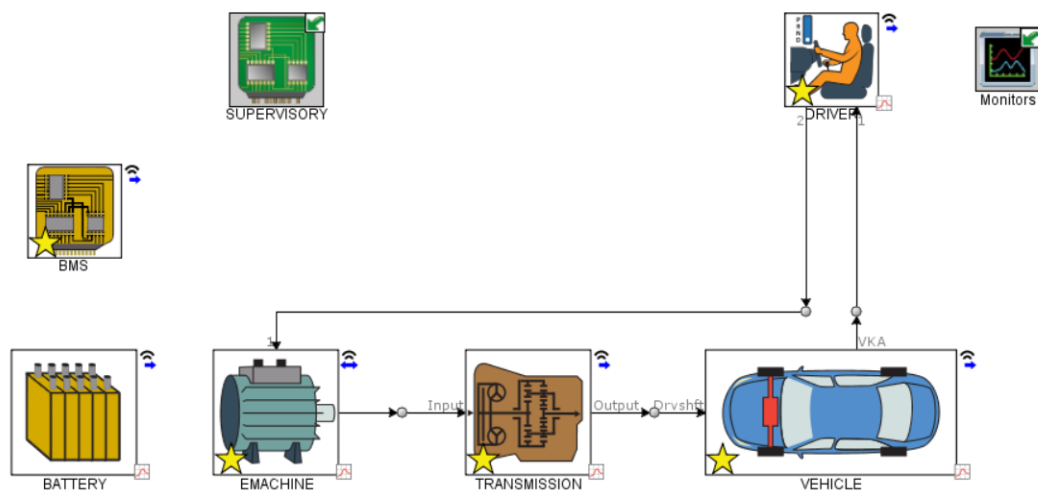 P
R
N
D
SUPERVISORY
DRIVER
Monitors
2
1
BMS
1
VKA
Input
Output
Drvshft
BATTERY
EMACHINE
TRANSMISSION
VEHICLE